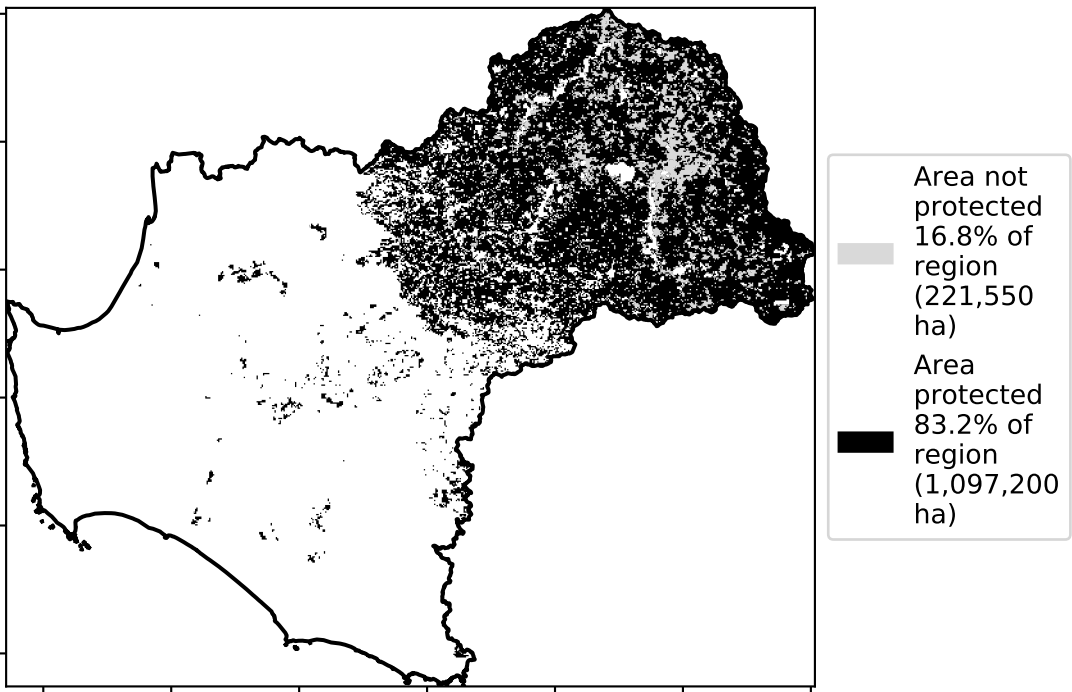 Area not
protected
16.8% of
region
(221,550
ha)
Area
protected
83.2% of
region
(1,097,200
ha)